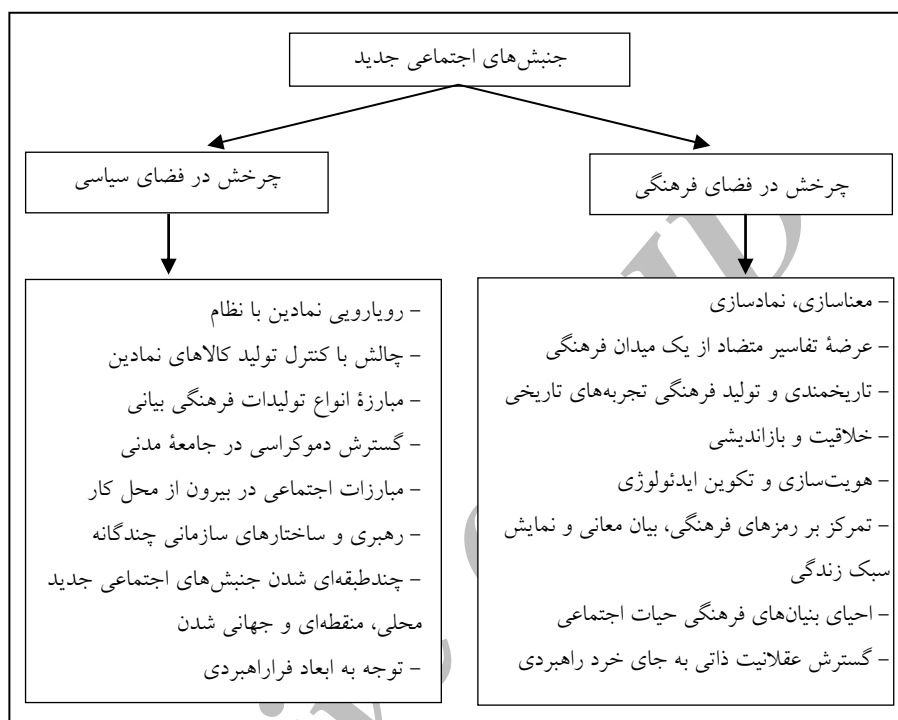 جنبش‌های اجتماعی جدید
چرخش در فضای فرهنگی
– معناسازی، نمادسازی
– عرضهٔ تفاسیر متضاد از یک میدان فرهنگی
– تاریخمندی و تولید فرهنگی تجربه‌های تاریخی
– خلاقیت و بازاندیشی
– هویت‌سازی و تکوین ایدئولوژی
– تمرکز بر رمزهای فرهنگی، بیان معانی و نمایش
سبک زندگی
– احیای بنیان‌های فرهنگی حیات اجتماعی
– گسترش عقلانیت ذاتی به جای خرد راهبردی
چرخش در فضای سیاسی
– رویارویی نمادین با نظام
– چالش با کنترل تولید کالاهای نمادین
– مبارزهٔ انواع تولیدات فرهنگی بیانی
– گسترش دموکراسی در جامعهٔ مدنی
– مبارزات اجتماعی در بیرون از محل کار
– رهبری و ساختارهای سازمانی چندگانه
– چندطبقه‌ای شدن جنبش‌های اجتماعی جدید
محلی، منقطه‌ای و جهانی شدن
– توجه به ابعاد فراراهبردی